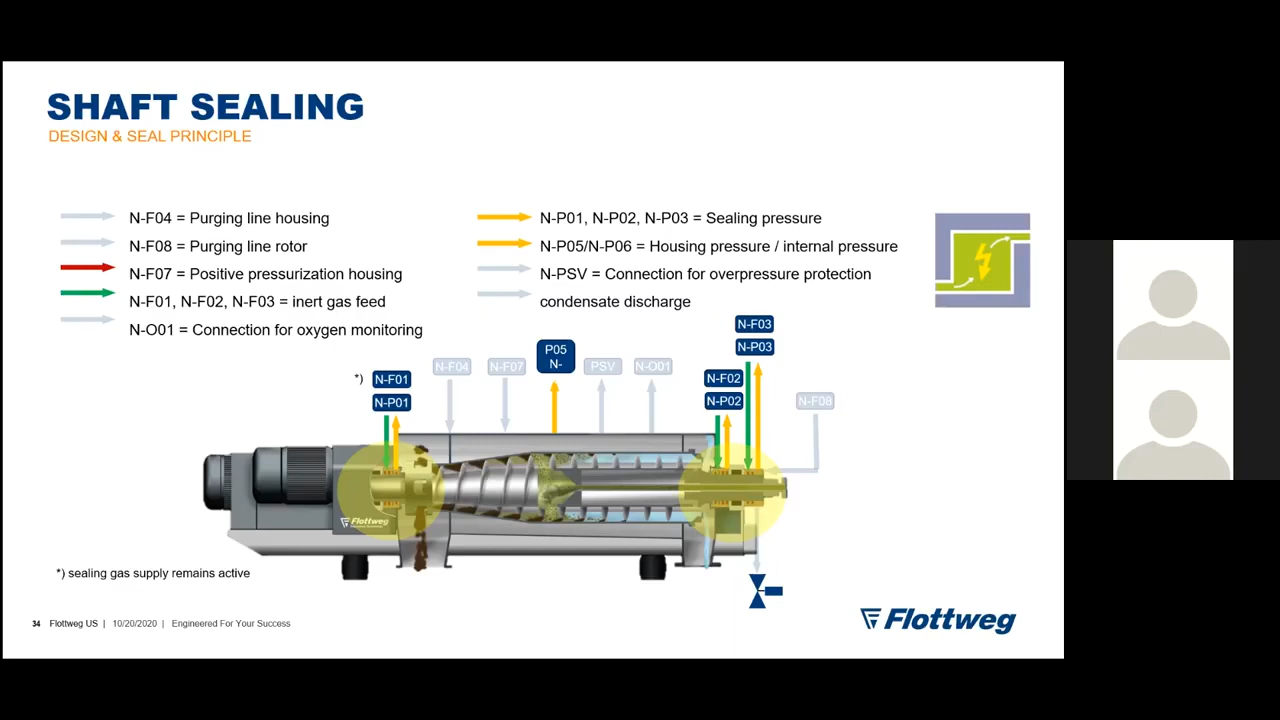 SHAFT SEALING
DESIGN & SEAL PRINCIPLE
N-F04 = Purging line housing
N-F08 = Purging line rotor
N-F07 = Positive pressurization housing
N-F01, N-F02, N-F03 = inert gas feed
N-O01 = Connection for oxygen monitoring
N-P01, N-P02, N-P03 = Sealing pressure
N-P05/N-P06 = Housing pressure / internal pressure
N-PSV = Connection for overpressure protection
condensate discharge
*)
N-F01
N-P01
N-F04
N-F07
P05
N-
PSV
N-O01
N-F02
N-P02
N-F03
N-P03
N-F08
Flottweg
*) sealing gas supply remains active
34 Flottweg US | 10/20/2020 | Engineered For Your Success
Flottweg